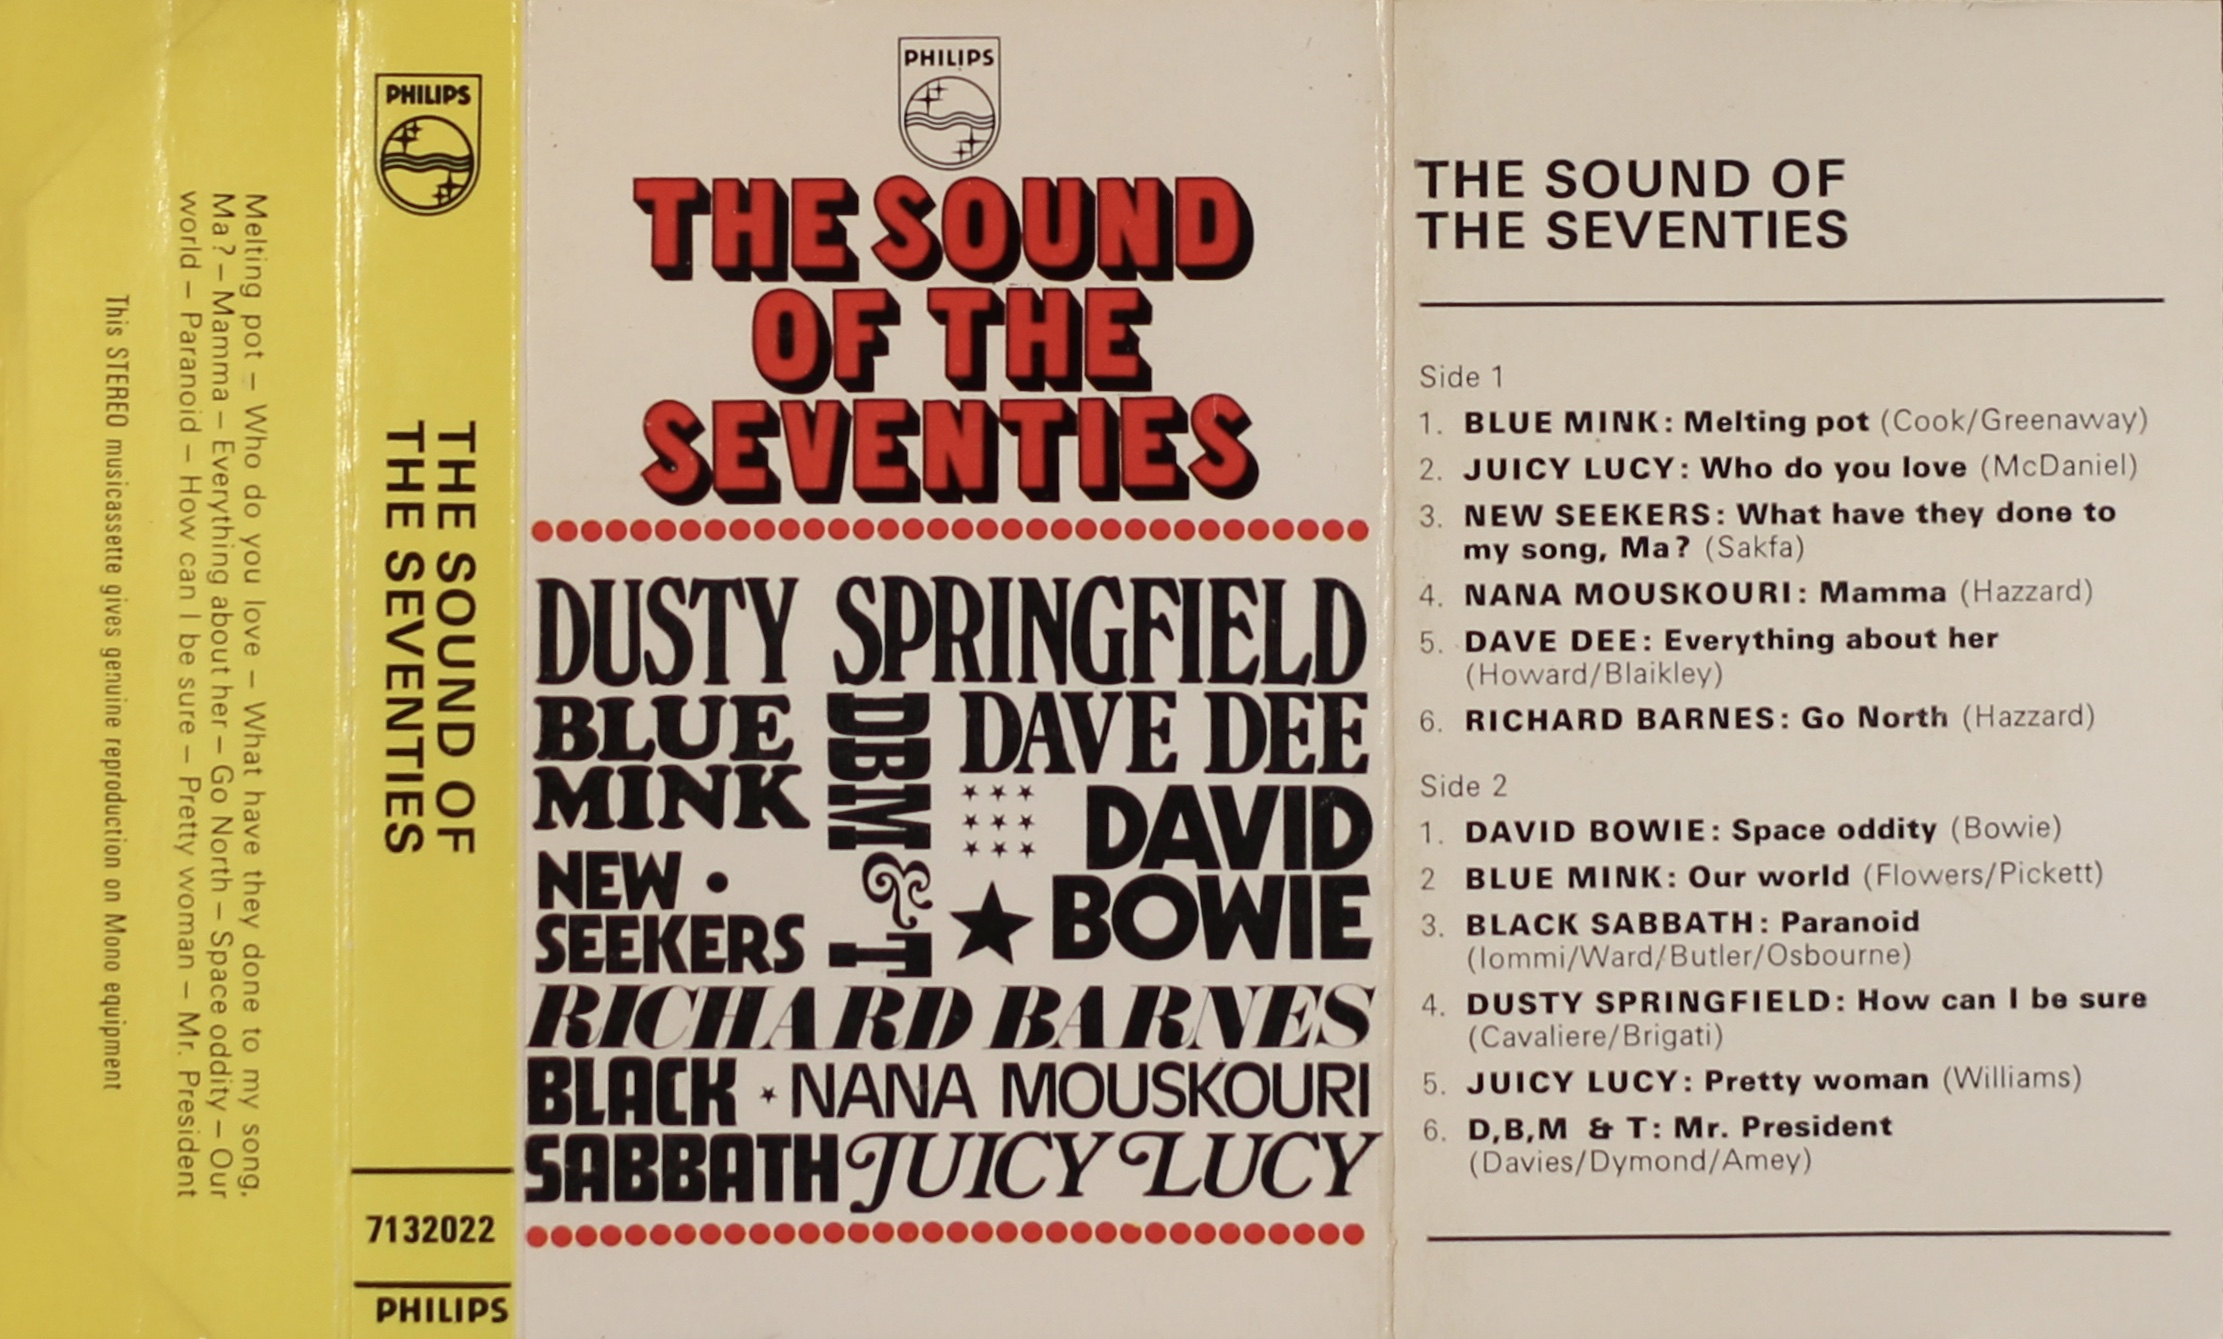 Melting pot – Who do you love – What have they done to my song,
Ma? – Mamma – Everything about her – Go North – Space oddity – Our
world – Paranoid – How can I be sure – Pretty woman – Mr. President
This STEREO musicassette gives genuine reproduction on Mono equipment
PHILIPS
THE SOUND OF
THE SEVENTIES
7132022
PHILIPS
PHILIPS
THE SOUND
OF THE
SEVENTIES
DUSTY SPRINGFIELD
BLUE
MINK
DBM&T
DAVE DEE
DAVID
BOWIE
NEW
SEEKERS
RICHARD BARNES
BLACK
SABBATH
NANA MOUSKOURI
JUICY LUCY
THE SOUND OF
THE SEVENTIES
Side 1
1. BLUE MINK: Melting pot (Cook/Greenaway)
2. JUICY LUCY: Who do you love (McDaniel)
3. NEW SEEKERS: What have they done to
my song, Ma? (Sakfa)
4. NANA MOUSKOURI: Mamma (Hazzard)
5. DAVE DEE: Everything about her
(Howard/Blaikley)
6. RICHARD BARNES: Go North (Hazzard)
Side 2
1. DAVID BOWIE: Space oddity (Bowie)
2 BLUE MINK: Our world (Flowers/Pickett)
3. BLACK SABBATH: Paranoid
(Iommi/Ward/Butler/Osbourne)
4. DUSTY SPRINGFIELD: How can I be sure
(Cavaliere/Brigati)
5. JUICY LUCY: Pretty woman (Williams)
6. D,B,M & T: Mr. President
(Davies/Dymond/Amey)